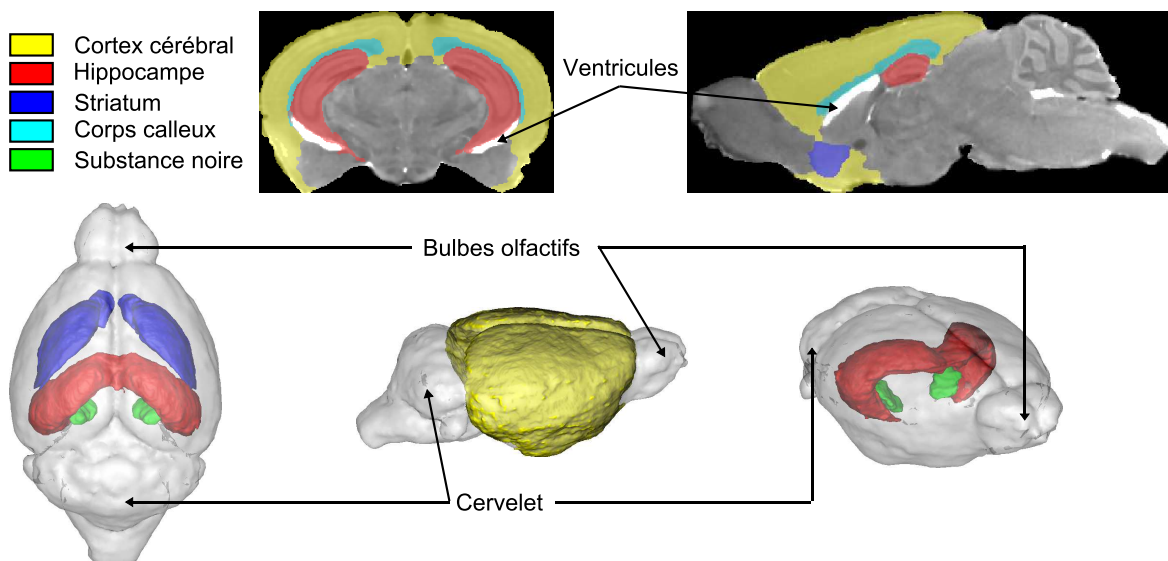 Cortex cérébral
Hippocampe
Striatum
Corps calleux
Substance noire
Ventricules
Bulbes olfactifs
Cervelet